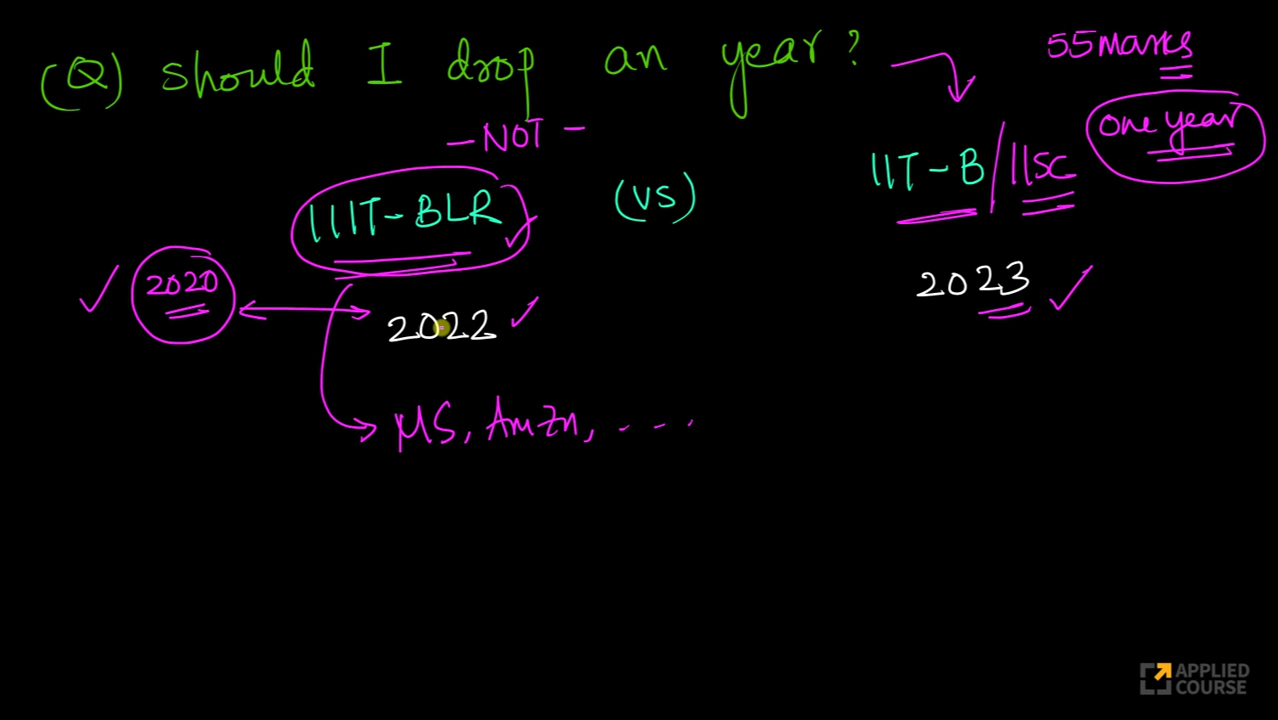 (Q) should I drop an year?
55 marks
one year
- NOT -
IIIT-BLR (vs) IIT-B/IISC
2020
2022
2023
MS, Amzn, ....
APPLIED
COURSE